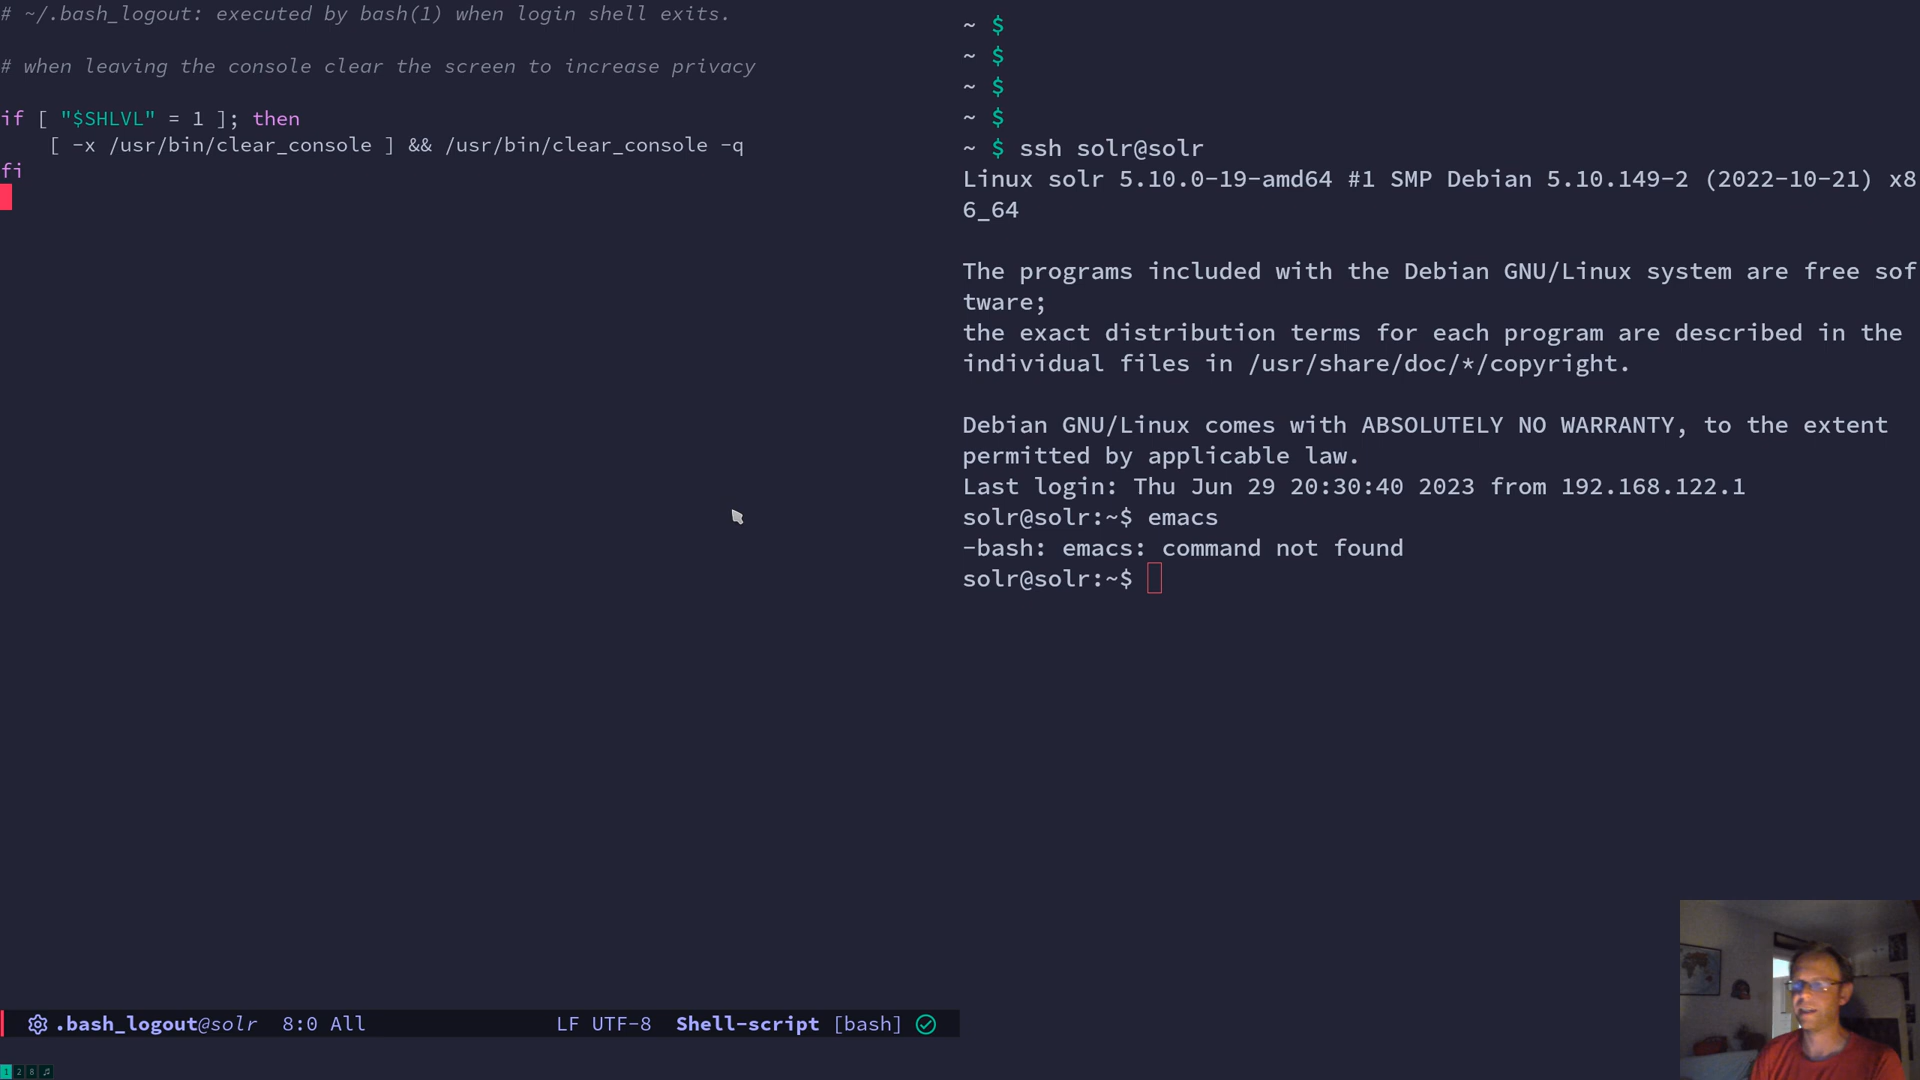 # ~/.bash_logout: executed by bash(1) when login shell exits.
# when leaving the console clear the screen to increase privacy
if [ "$SHLVL" = 1 ]; then
    [ -x /usr/bin/clear_console ] && /usr/bin/clear_console -q
fi
.bash_logout@solr 8:0 All LF UTF-8 Shell-script [bash]
1 2 8 ♬
~ $
~ $
~ $
~ $
~ $ ssh solr@solr
Linux solr 5.10.0-19-amd64 #1 SMP Debian 5.10.149-2 (2022-10-21) x8
6_64
The programs included with the Debian GNU/Linux system are free sof
tware;
the exact distribution terms for each program are described in the
individual files in /usr/share/doc/*/copyright.
Debian GNU/Linux comes with ABSOLUTELY NO WARRANTY, to the extent
permitted by applicable law.
Last login: Thu Jun 29 20:30:40 2023 from 192.168.122.1
solr@solr:~$ emacs
-bash: emacs: command not found
solr@solr:~$